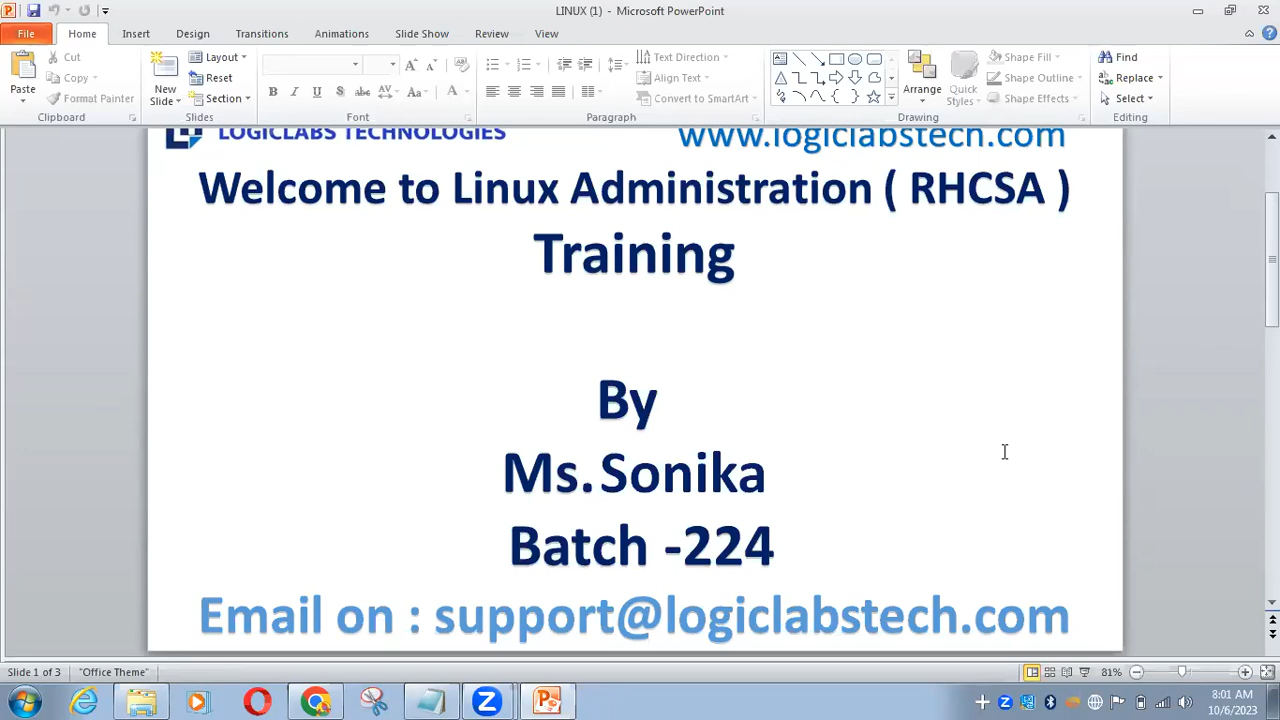 LINUX (1) - Microsoft PowerPoint
File Home Insert Design Transitions Animations Slide Show Review View
Cut
Copy
Format Painter
Paste
Clipboard
New Slide
Layout
Reset
Section
Slides
Font
Text Direction
Align Text
Convert to SmartArt
Paragraph
Arrange
Quick Styles
Shape Fill
Shape Outline
Shape Effects
Drawing
Find
Replace
Select
Editing
LOGICLABS TECHNOLOGIES
www.logiclabstech.com
Welcome to Linux Administration ( RHCSA )
Training
By
Ms. Sonika
Batch -224
Email on : support@logiclabstech.com
Slide 1 of 3
"Office Theme"
81%
8:01 AM
10/6/2023